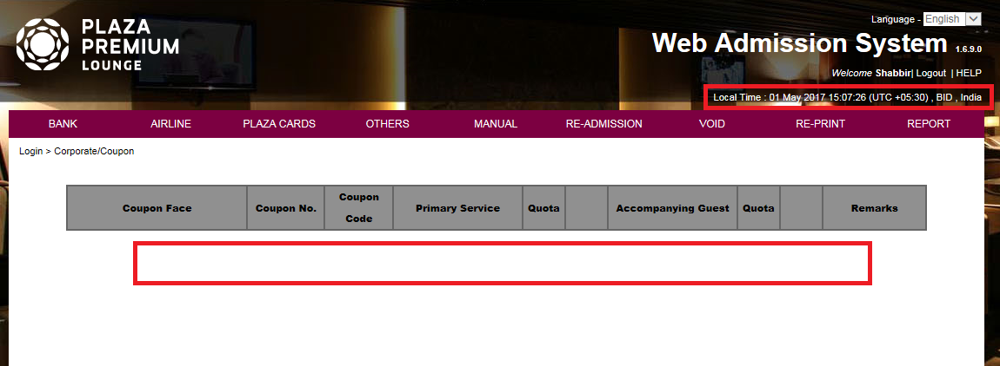 PLAZA
PREMIUM
LOUNGE
Language - English
Web Admission System 1.6.9.0
Welcome Shabbir| Logout | HELP
Local Time : 01 May 2017 15:07:26 (UTC +05:30) , BID , India
BANK AIRLINE PLAZA CARDS OTHERS MANUAL RE-ADMISSION VOID RE-PRINT REPORT
Login > Corporate/Coupon
Coupon Face Coupon No. Coupon Code Primary Service Quota Accompanying Guest Quota Remarks